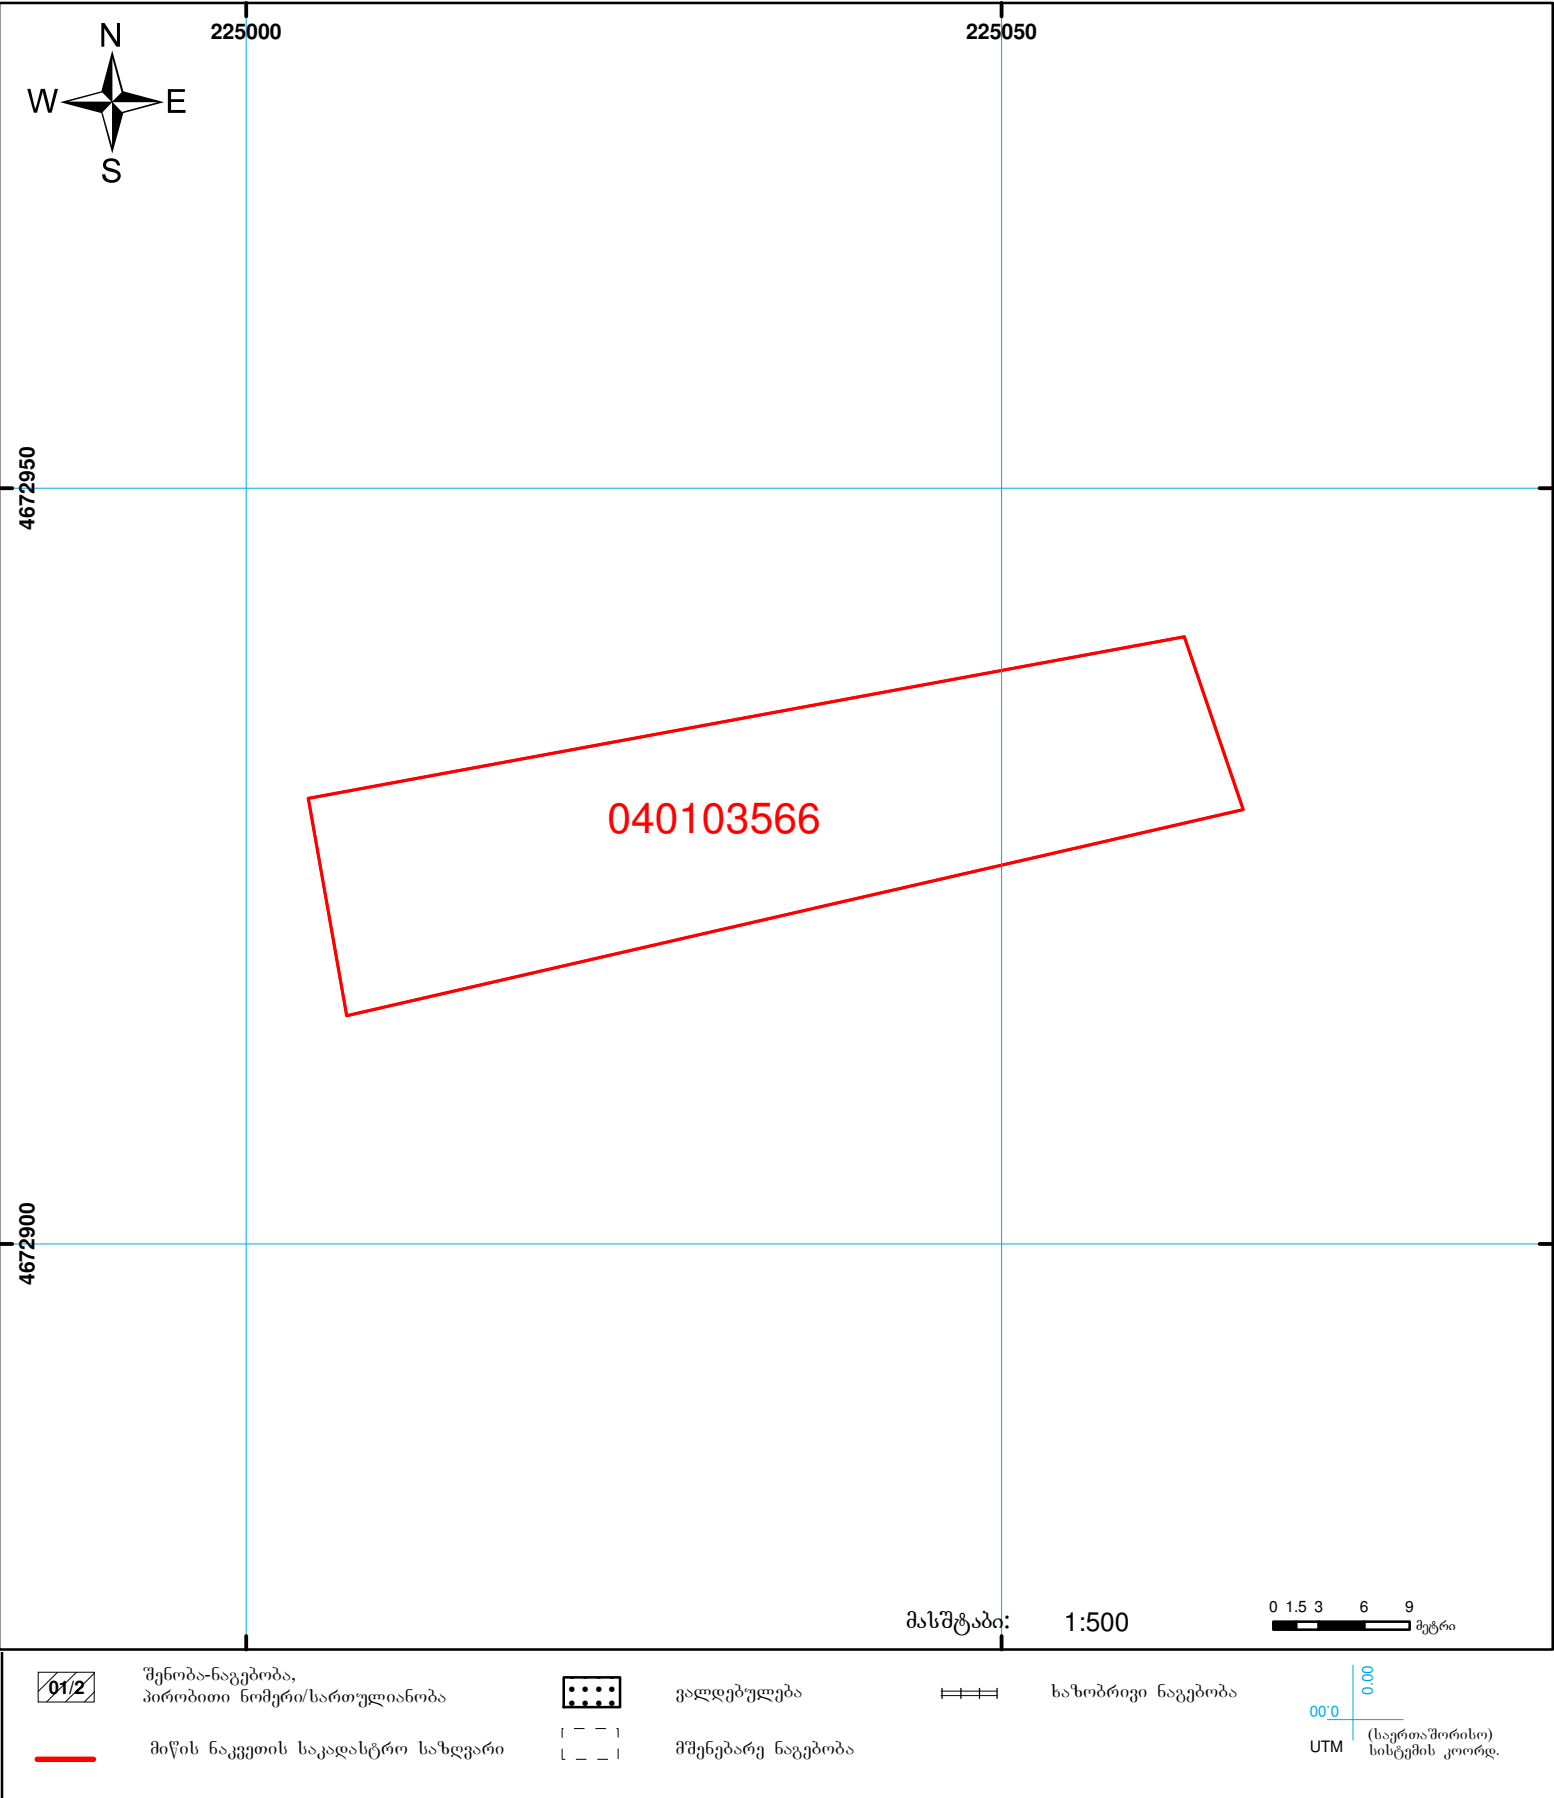 225000
225050
N
W
E
S
4672950
040103566
4672900
მასშტაბი: 1:500
0 1.5 3 6 9
მეტრი
01/2
შენობა-ნაგებობა,
პირობითი ნომერი/სართულიანობა
ვალდებულება
ხაზობრივი ნაგებობა
00.0
00.0
მიწის ნაკვეთის საკადასტრო საზღვარი
მშენებარე ნაგებობა
UTM
(საერთაშორისო)
სისტემის კოორდ.